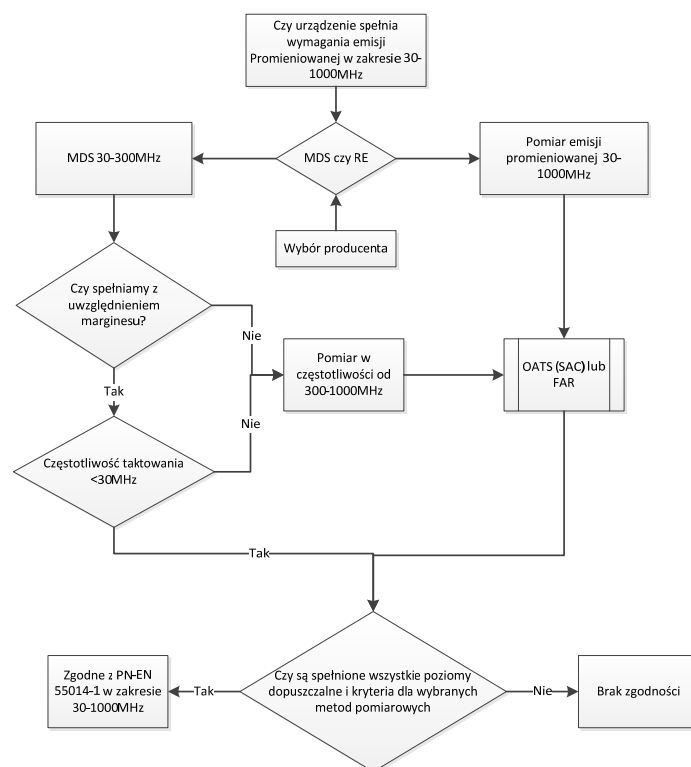 Czy urządzenie spełnia
wymagania emisji
Promieniowanej w zakresie 30-
1000MHz
MDS 30-300MHz
MDS czy RE
Pomiar emisji
promieniowanej 30-
1000MHz
Wybór producenta
Czy spełniamy z
uwzględnieniem
marginesu?
Nie
Pomiar w
częstotliwości od
300-1000MHz
OATS (SAC) lub
FAR
Tak
Nie
Częstotliwość taktowania
<30MHz
Tak
Zgodne z PN-EN
55014-1 w zakresie
30-1000MHz
Tak
Czy są spełnione wszystkie poziomy
dopuszczalne i kryteria dla wybranych
metod pomiarowych
Nie
Brak zgodności